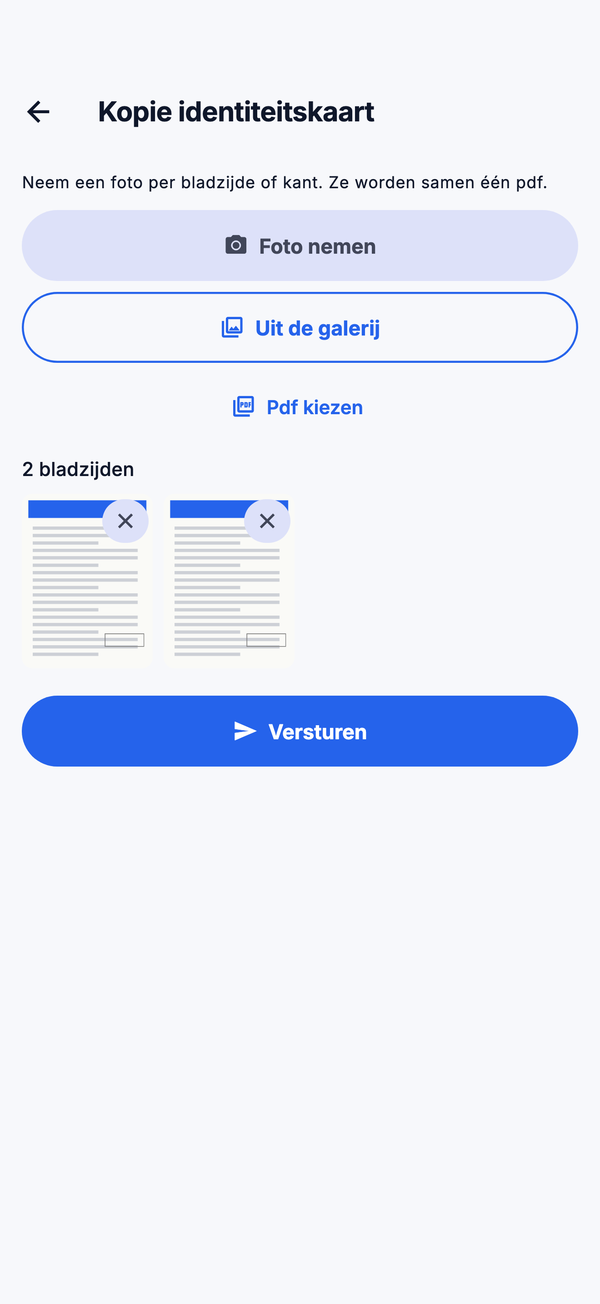 Kopie identiteitskaart
Neem een foto per bladzijde of kant. Ze worden samen één pdf.
Foto nemen
Uit de galerij
PDF Pdf kiezen
2 bladzijden
Versturen